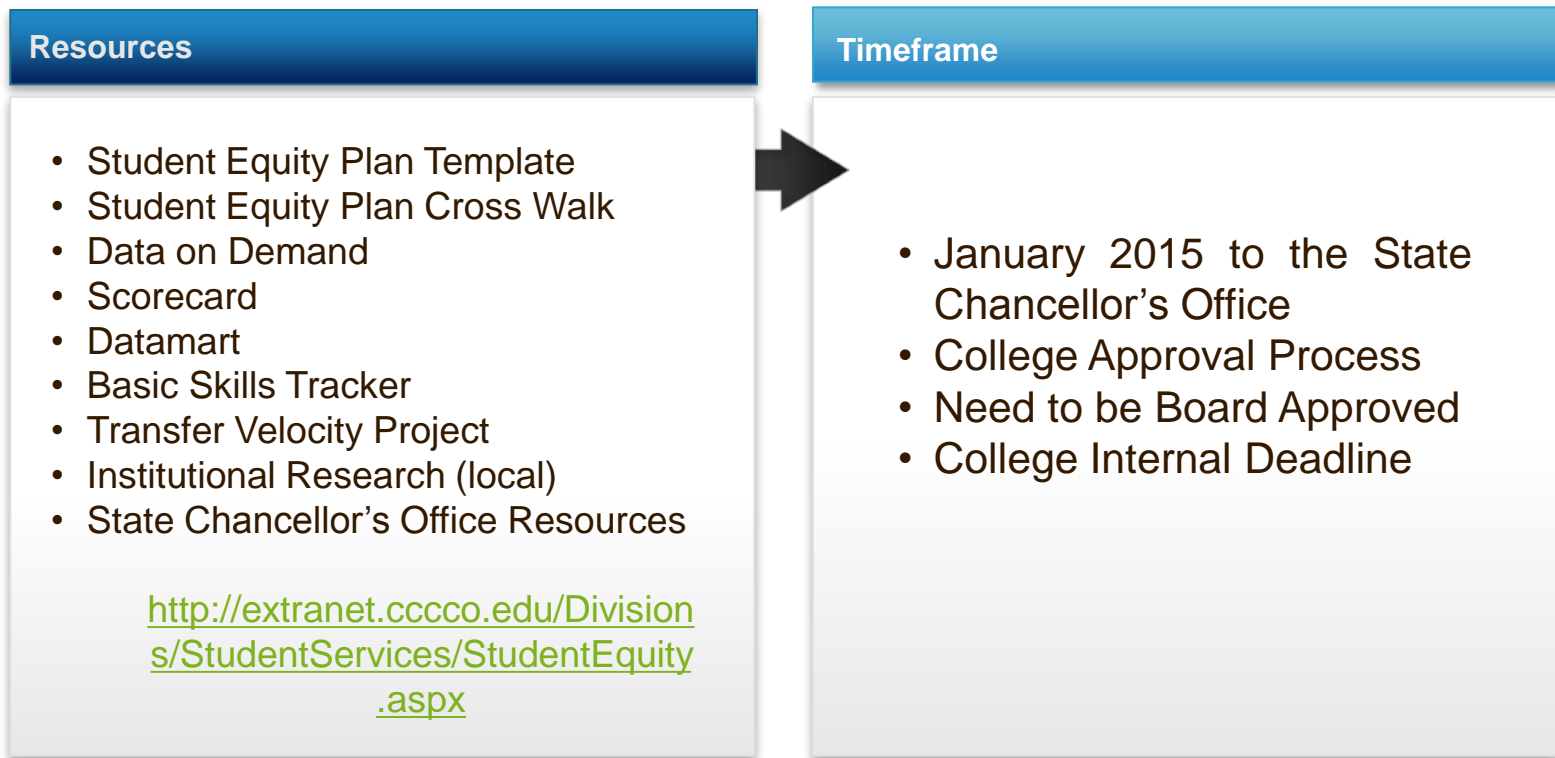 Resources
• Student Equity Plan Template
• Student Equity Plan Cross Walk
• Data on Demand
• Scorecard
• Datamart
• Basic Skills Tracker
• Transfer Velocity Project
• Institutional Research (local)
• State Chancellor’s Office Resources
http://extranet.cccco.edu/Division
s/StudentServices/StudentEquity
.aspx
Timeframe
• January 2015 to the State
Chancellor’s Office
• College Approval Process
• Need to be Board Approved
• College Internal Deadline